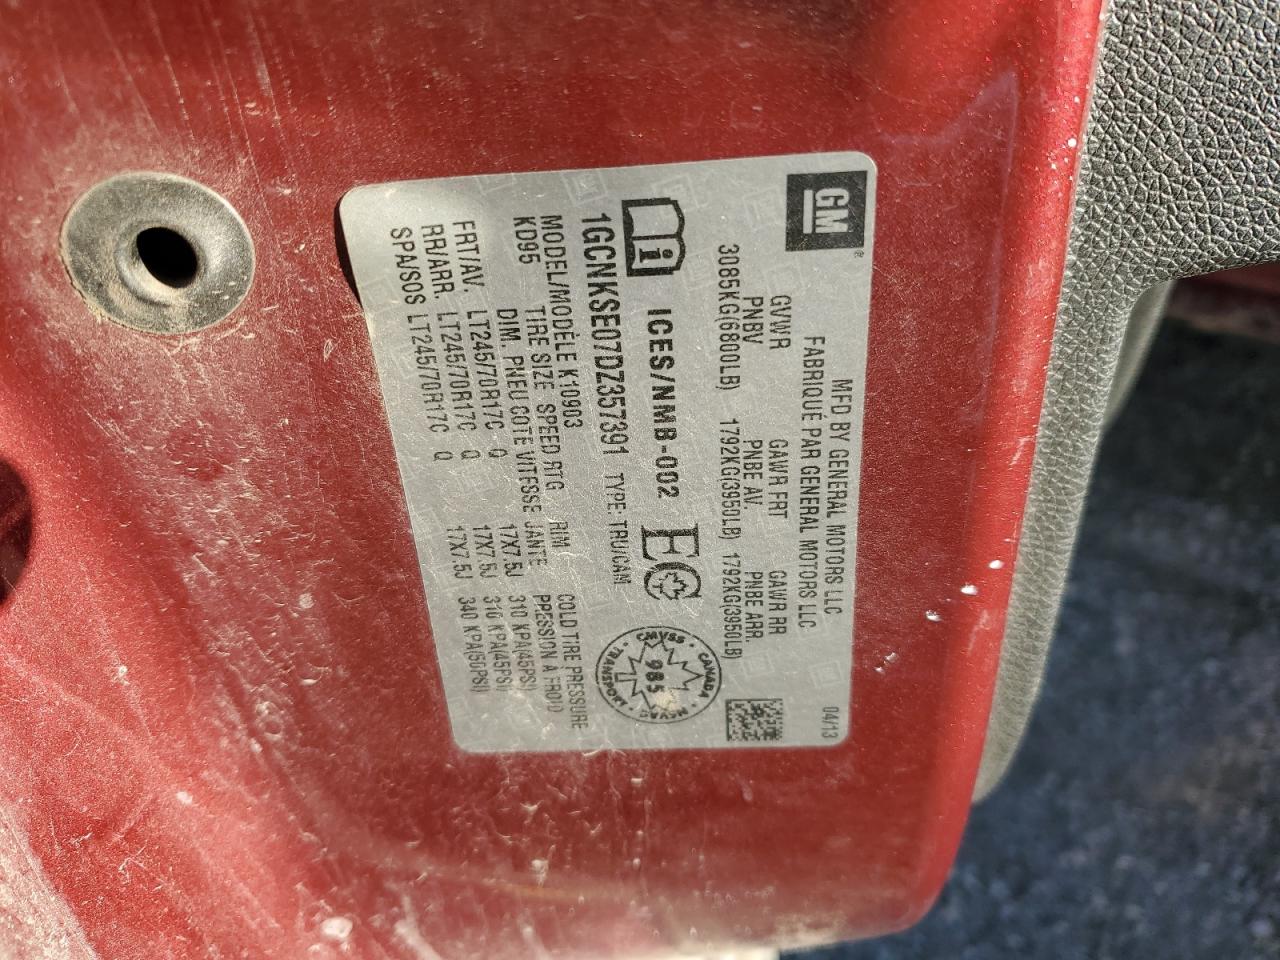 GM
MFD BY GENERAL MOTORS LLC
04/13
FABRIQUÉ PAR GENERAL MOTORS LLC
GVWR GAWR FRT GAWR RR
PNBV PNBE AV. PNBE ARR.
3085KG(6800LB) 1792KG(3950LB) 1792KG(3950LB)
i ICES/NMB-002 EC
CMVSS · CANADA · NSVAC · TRANSPORT ·
985
1GCNKSE07DZ357391 TYPE: TRU/CAM
MODEL/MODÈLE K10903
KD95 TIRE SIZE SPEED RTG RIM COLD TIRE PRESSURE
DIM. PNEU COTE VITESSE JANTE PRESSION À FROID
FRT/AV. LT245/70R17C Q 17X7.5J 310 KPA(45PSI)
RR/ARR. LT245/70R17C Q 17X7.5J 310 KPA(45PSI)
SPA/SOS LT245/70R17C Q 17X7.5J 340 KPA(50PSI)